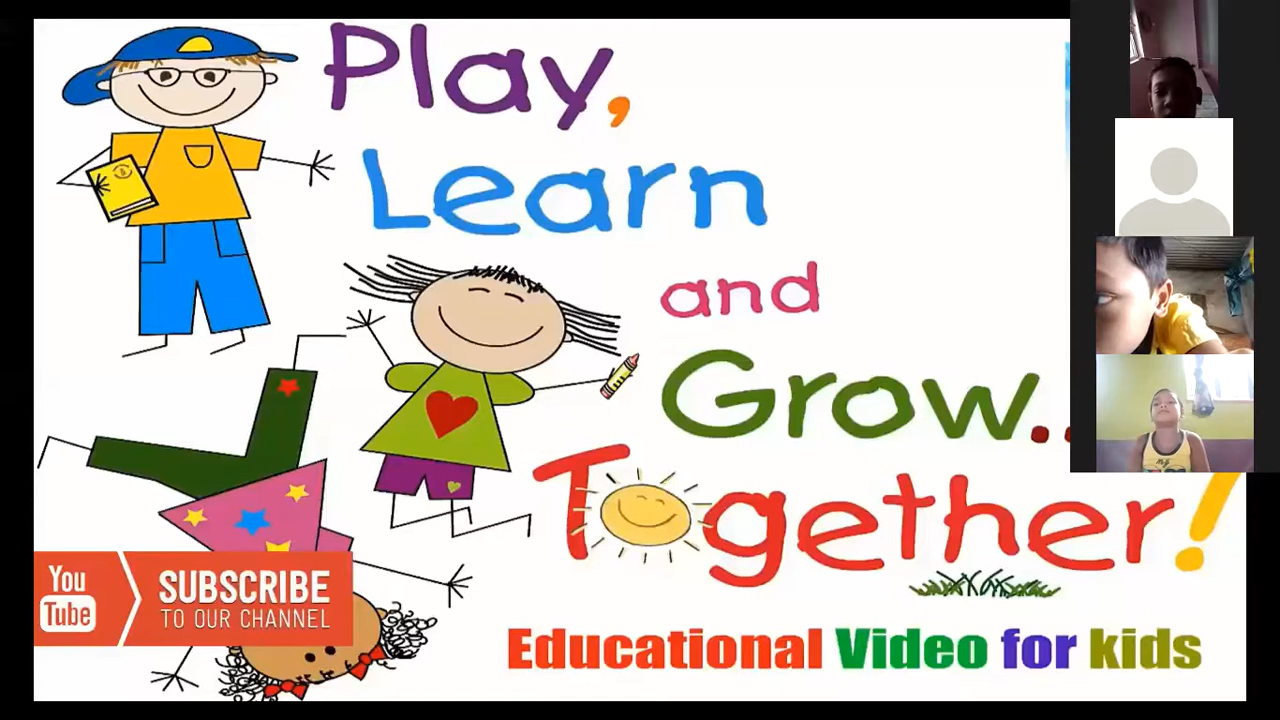 Play,
Learn
and
Grow..
Together!
You
Tube
SUBSCRIBE
TO OUR CHANNEL
Educational Video for kids